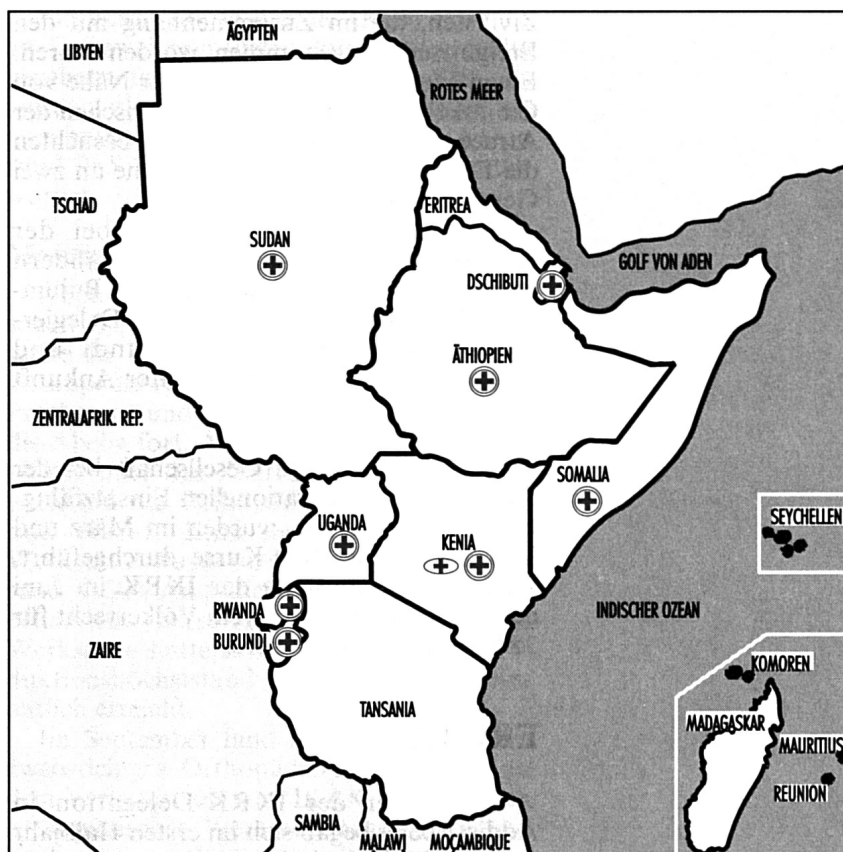 ÄGYPTEN
LIBYEN
ROTES MEER
TSCHAD
ERITREA
SUDAN
GOLF VON ADEN
DSCHIBUTI
ÄTHIOPIEN
ZENTRALAFRIK. REP.
SOMALIA
SEYCHELLEN
UGANDA
KENIA
RWANDA
INDISCHER OZEAN
BURUNDI
ZAIRE
KOMOREN
TANSANIA
MADAGASKAR
MAURITIUS
REUNION
SAMBIA
MALAWI
MOÇAMBIQUE